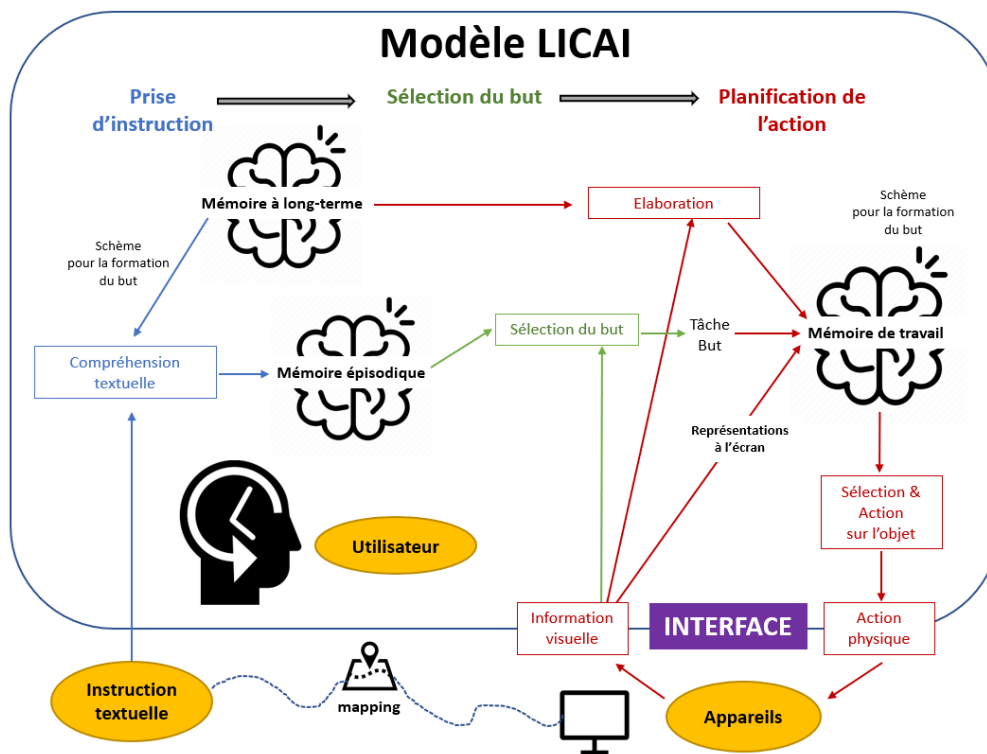 Modèle LICAI
Prise
d’instruction
Sélection du but
Planification de
l’action
Mémoire à long-terme
Elaboration
Schème
pour la formation
du but
Schème
pour la formation
du but
Compréhension
textuelle
Mémoire épisodique
Sélection du but
Tâche
But
Mémoire de travail
Représentations
à l’écran
Sélection &
Action
sur l’objet
Utilisateur
Information
visuelle
INTERFACE
Action
physique
Instruction
textuelle
mapping
Appareils